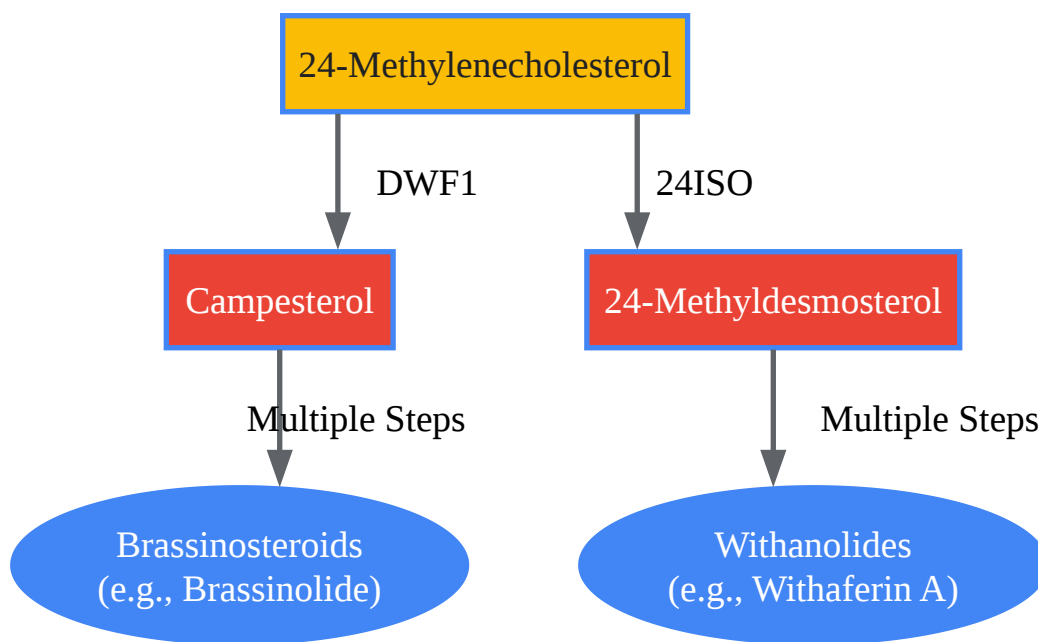 24-Methylenecholesterol
DWF1
24ISO
Campesterol
24-Methyldesmosterol
Multiple Steps
Multiple Steps
Brassinosteroids
(e.g., Brassinolide)
Withanolides
(e.g., Withaferin A)